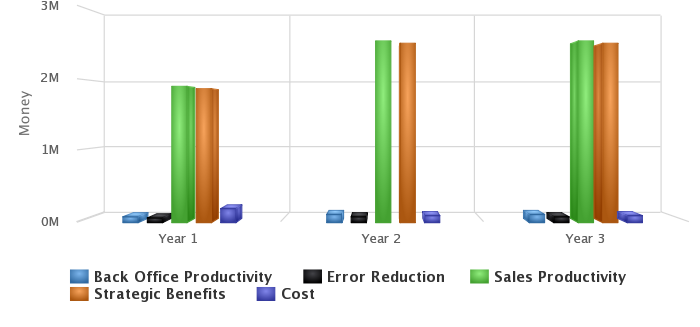 3M
2M
1M
0M
Money
Year 1
Year 2
Year 3
Back Office Productivity
Error Reduction
Sales Productivity
Strategic Benefits
Cost